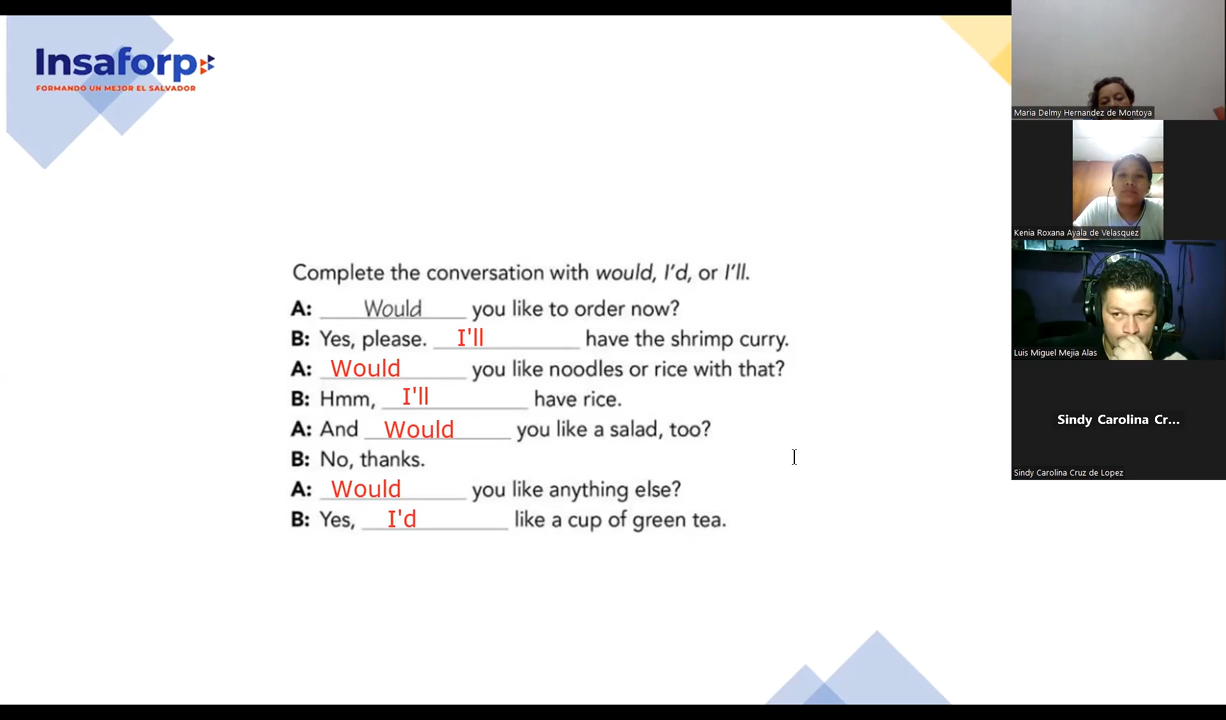 Insaforp
FORMANDO UN MEJOR EL SALVADOR
Complete the conversation with would, I'd, or I'll.
A: Would you like to order now?
B: Yes, please. I'll have the shrimp curry.
A: Would you like noodles or rice with that?
B: Hmm, I'll have rice.
A: And Would you like a salad, too?
B: No, thanks.
A: Would you like anything else?
B: Yes, I'd like a cup of green tea.
Maria Delmy Hernandez de Montoya
Kenia Roxana Ayala de Velasquez
Luis Miguel Mejia Alas
Sindy Carolina Cr...
Sindy Carolina Cruz de Lopez